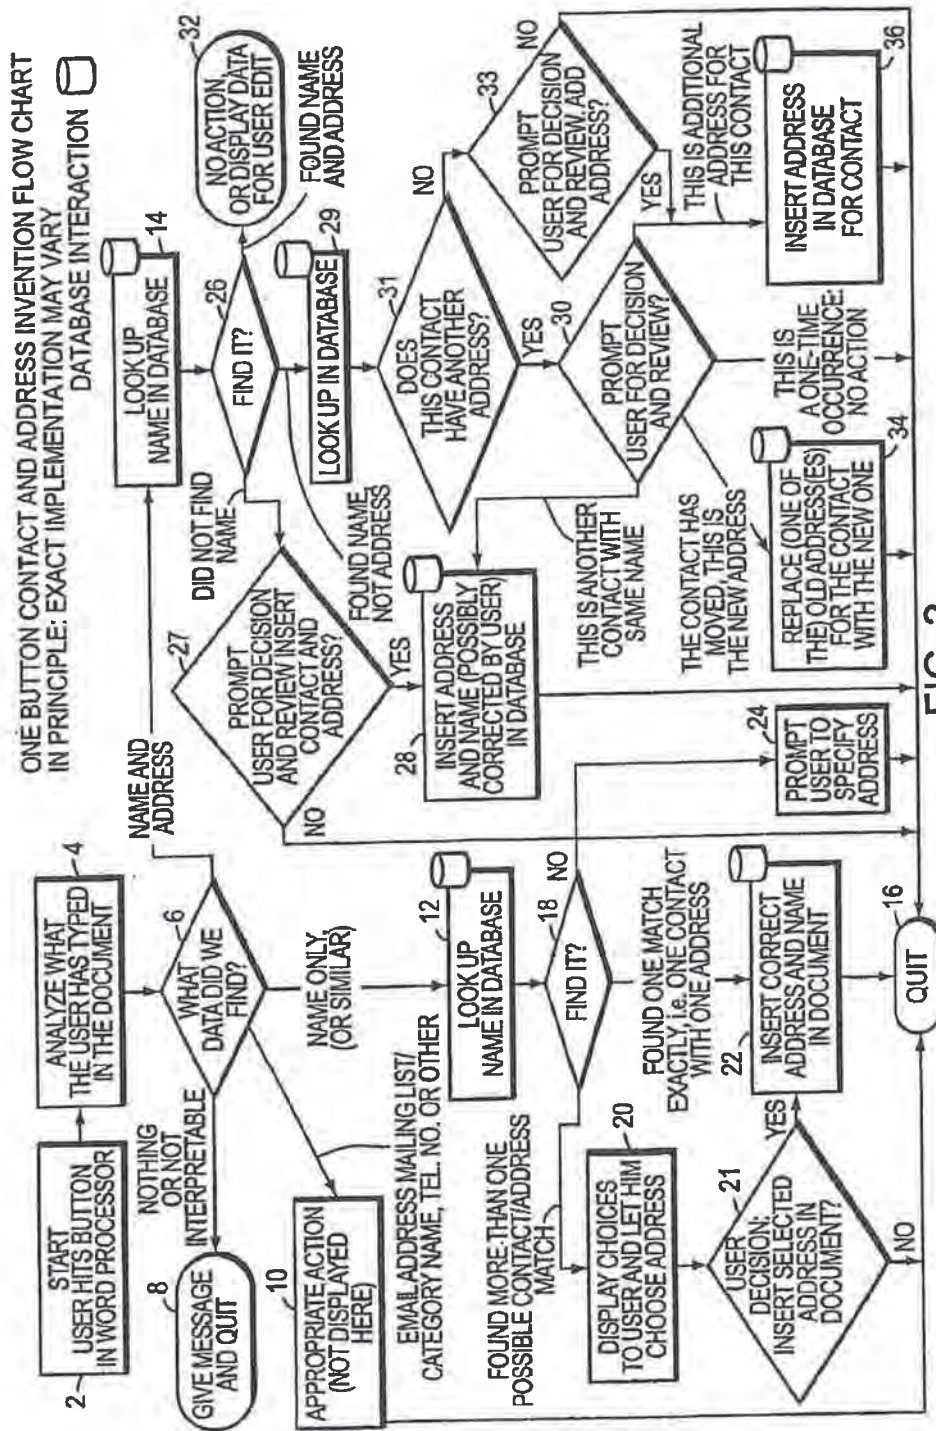 ONE BUTTON CONTACT AND ADDRESS INVENTION FLOW CHART
IN PRINCIPLE: EXACT IMPLEMENTATION MAY VARY
DATABASE INTERACTION
2
START
USER HITS BUTTON
IN WORD PROCESSOR
4
ANALYZE WHAT
THE USER HAS TYPED
IN THE DOCUMENT
6
WHAT
DATA DID WE
FIND?
NOTHING
OR NOT
INTERPRETABLE
8
GIVE MESSAGE
AND QUIT
10
APPROPRIATE ACTION
(NOT DISPLAYED
HERE)
EMAIL ADDRESS MAILING LIST/
CATEGORY NAME, TEL. NO. OR OTHER
NAME ONLY,
(OR SIMILAR)
NAME AND
ADDRESS
12
LOOK UP
NAME IN DATABASE
18
FIND IT?
NO
FOUND MORE THAN ONE
POSSIBLE CONTACT/ADDRESS
MATCH
20
DISPLAY CHOICES
TO USER AND LET HIM
CHOOSE ADDRESS
21
USER
DECISION:
INSERT SELECTED
ADDRESS IN
DOCUMENT?
YES
NO
FOUND ONE MATCH
EXACTLY, i.e. ONE CONTACT
WITH ONE ADDRESS
22
INSERT CORRECT
ADDRESS AND NAME
IN DOCUMENT
24
PROMPT
USER TO
SPECIFY
ADDRESS
16
QUIT
14
LOOK UP
NAME IN DATABASE
26
FIND IT?
DID NOT FIND
NAME
FOUND NAME
AND ADDRESS
32
NO ACTION,
OR DISPLAY DATA
FOR USER EDIT
FOUND NAME,
NOT ADDRESS
27
PROMPT
USER FOR DECISION
AND REVIEW INSERT
CONTACT AND
ADDRESS?
NO
YES
28
INSERT ADDRESS
AND NAME (POSSIBLY
CORRECTED BY USER)
IN DATABASE
29
LOOK UP IN DATABASE
31
DOES
THIS CONTACT
HAVE ANOTHER
ADDRESS?
NO
YES
33
PROMPT
USER FOR DECISION
AND REVIEW, ADD
ADDRESS?
NO
YES
30
PROMPT
USER FOR DECISION
AND REVIEW?
THIS IS ANOTHER
CONTACT WITH
SAME NAME
THE CONTACT HAS
MOVED, THIS IS
THE NEW ADDRESS
THIS IS
A ONE-TIME
OCCURRENCE:
NO ACTION
THIS IS ADDITIONAL
ADDRESS FOR
THIS CONTACT
34
REPLACE (ONE OF
THE) OLD ADDRESS(ES)
FOR THE CONTACT
WITH THE NEW ONE
36
INSERT ADDRESS
IN DATABASE
FOR CONTACT